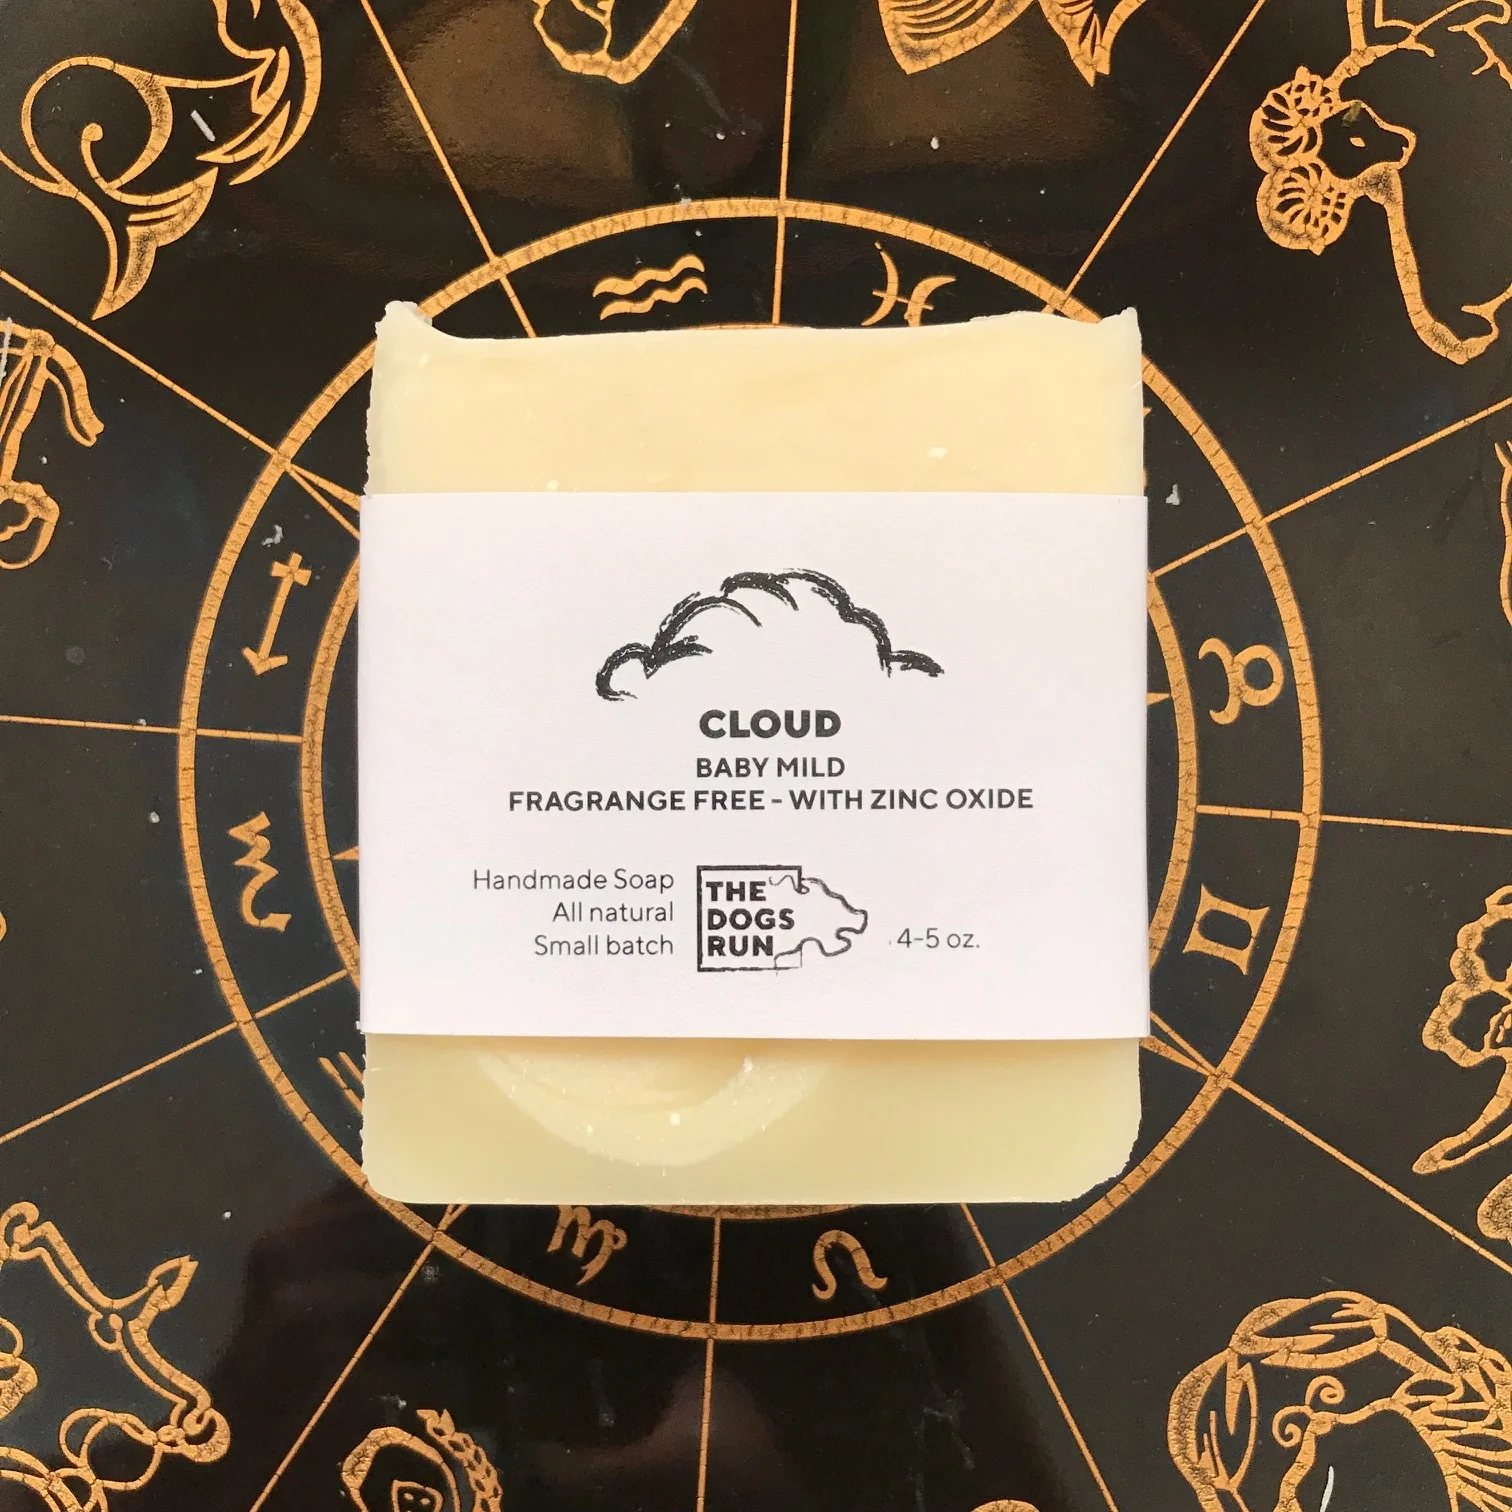 CLOUD
BABY MILD
FRAGRANGE FREE - WITH ZINC OXIDE
Handmade Soap
All natural
Small batch
THE
DOGS
RUN
4-5 oz.